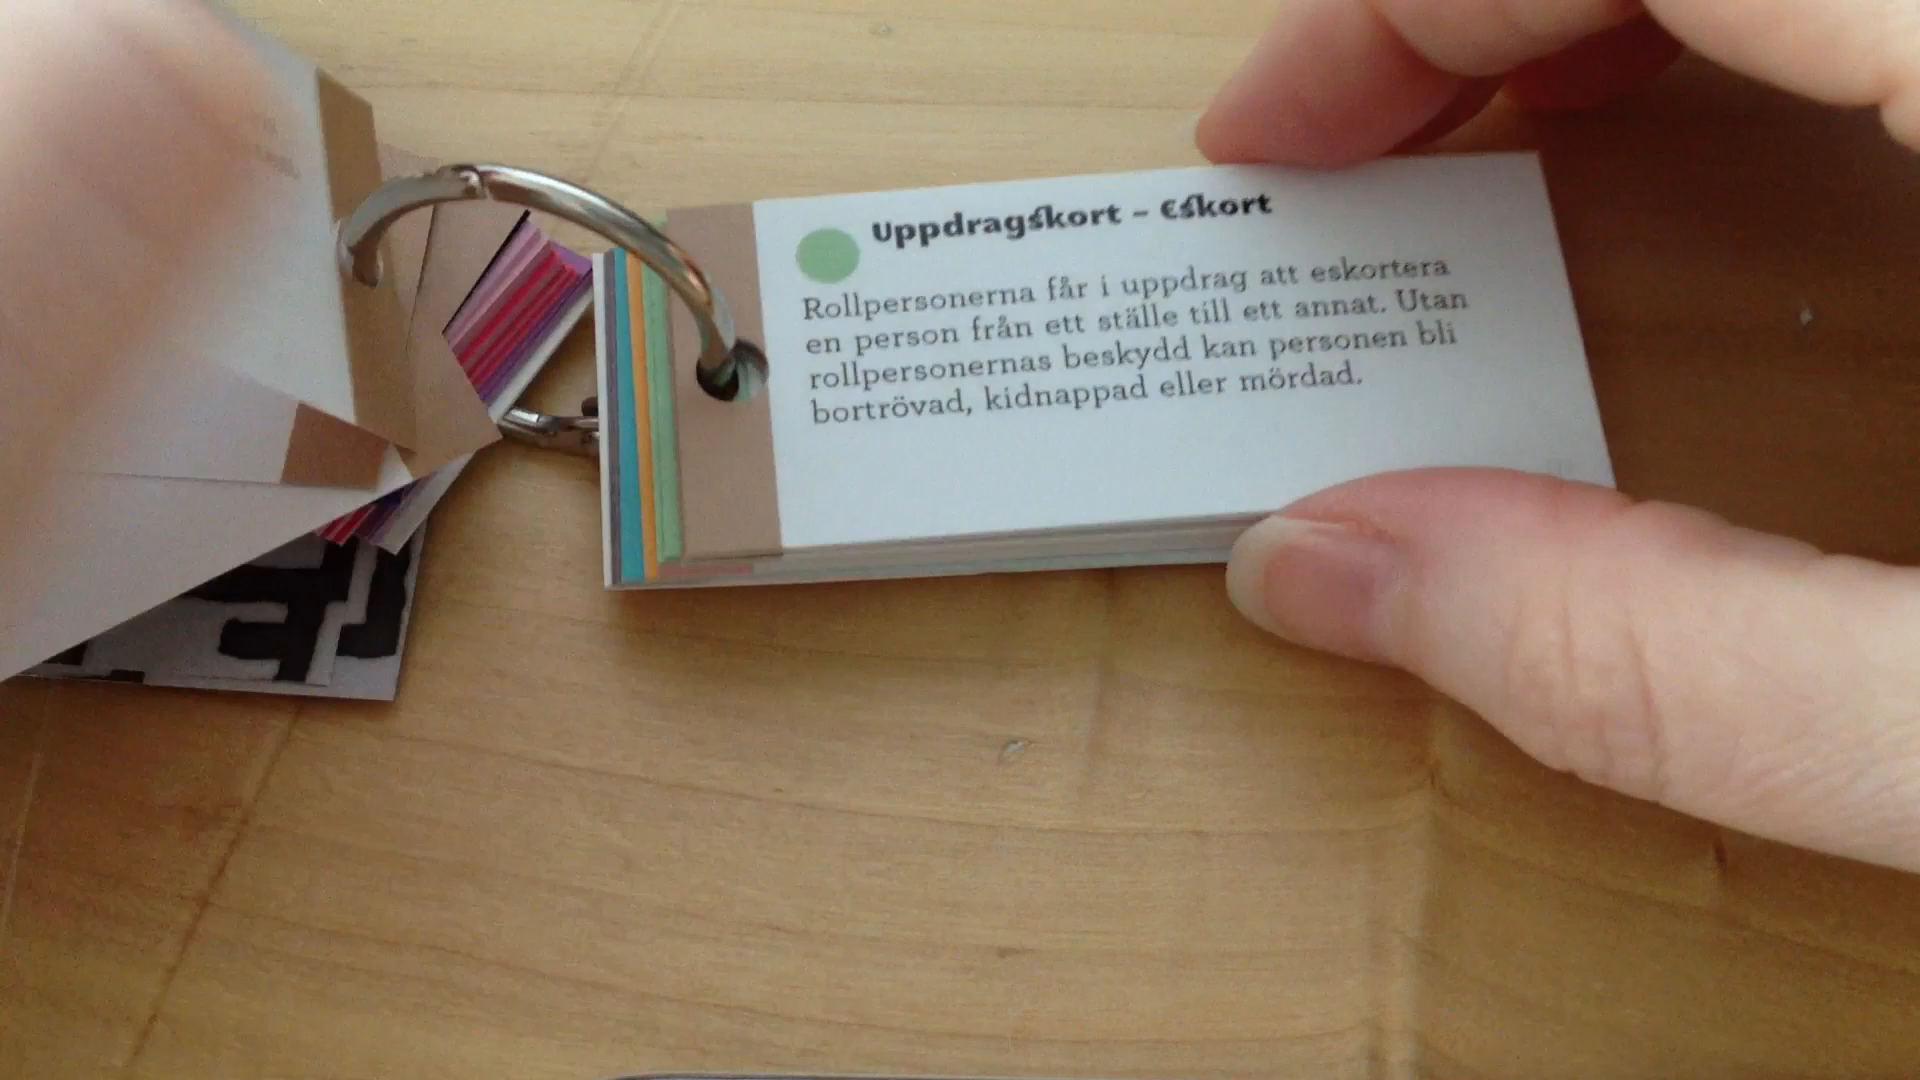 Uppdragskort – Eskort
Rollpersonerna får i uppdrag att eskortera
en person från ett ställe till ett annat. Utan
rollpersonernas beskydd kan personen bli
bortrövad, kidnappad eller mördad.